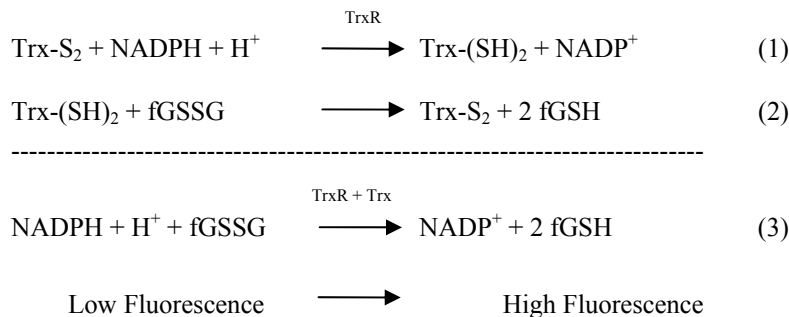 TrxR
Trx-S₂ + NADPH + H⁺ ⟶ Trx-(SH)₂ + NADP⁺ (1)
Trx-(SH)₂ + fGSSG ⟶ Trx-S₂ + 2 fGSH (2)
--------------------------------------------------------------------------------
TrxR + Trx
NADPH + H⁺ + fGSSG ⟶ NADP⁺ + 2 fGSH (3)
Low Fluorescence ⟶ High Fluorescence